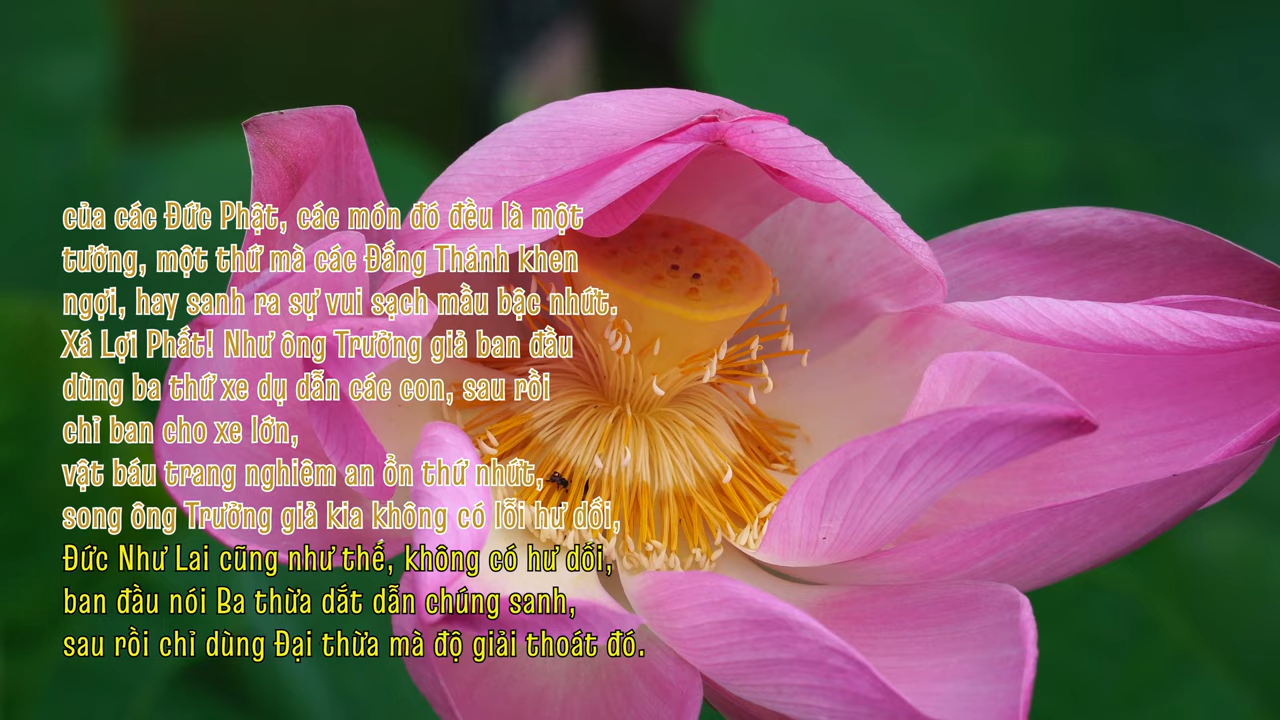 của các Đức Phật, các món đó đều là một
tướng, một thứ mà các Đấng Thánh khen
ngợi, hay sanh ra sự vui sạch mầu bậc nhứt.
Xá Lợi Phất! Như ông Trưởng giả ban đầu
dùng ba thứ xe dụ dẫn các con, sau rồi
chỉ ban cho xe lớn,
vật báu trang nghiêm an ổn thứ nhứt,
song ông Trưởng giả kia không có lỗi hư dối,
Đức Như Lai cũng như thế, không có hư dối,
ban đầu nói Ba thừa dắt dẫn chúng sanh,
sau rồi chỉ dùng Đại thừa mà độ giải thoát đó.